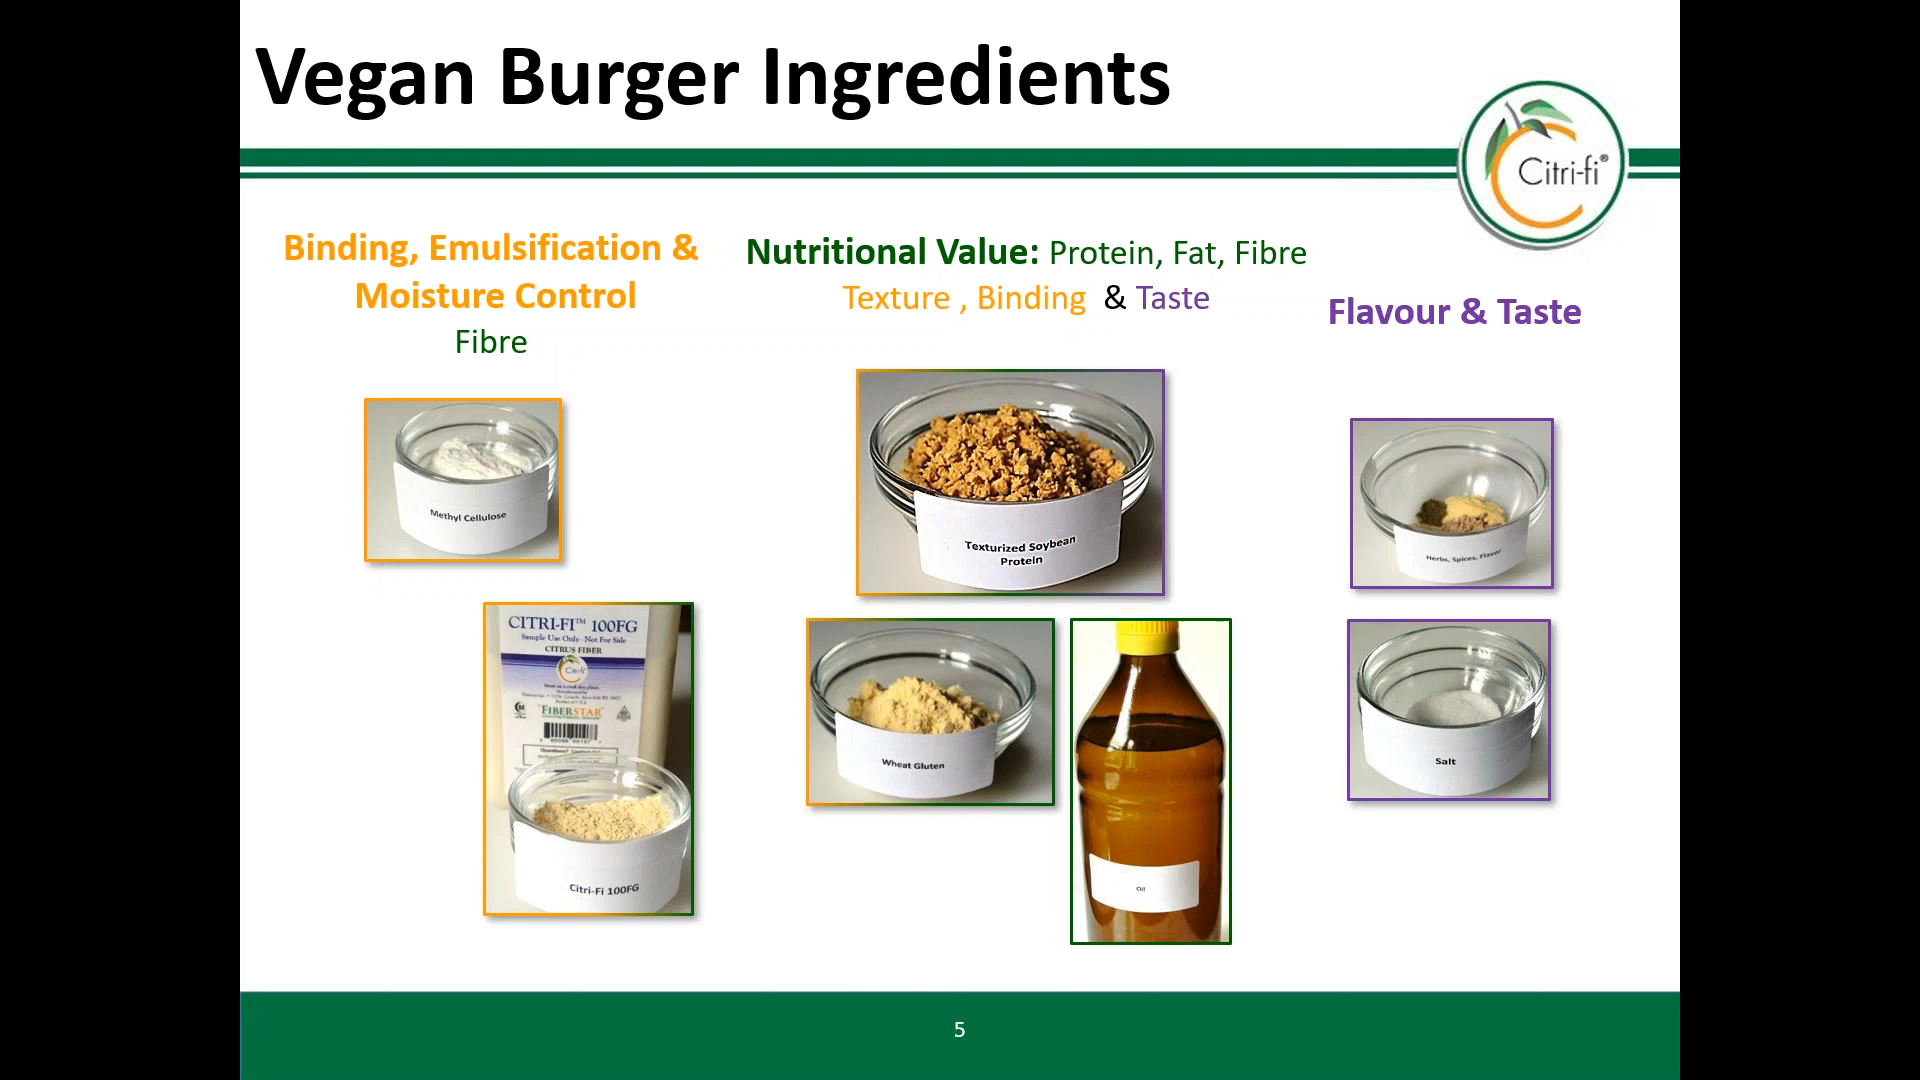 Vegan Burger Ingredients
Citri-fi®
Binding, Emulsification &
Moisture Control
Fibre
Nutritional Value: Protein, Fat, Fibre
Texture , Binding & Taste
Flavour & Taste
Methyl Cellulose
CITRI-FI™ 100FG
Sample Use Only - Not For Sale
CITRUS FIBER
Citri-fi
FIBERSTAR
Citri-Fi 100FG
Texturized Soybean
Protein
Wheat Gluten
Oil
Herbs, Spices, Flavor
Salt
5